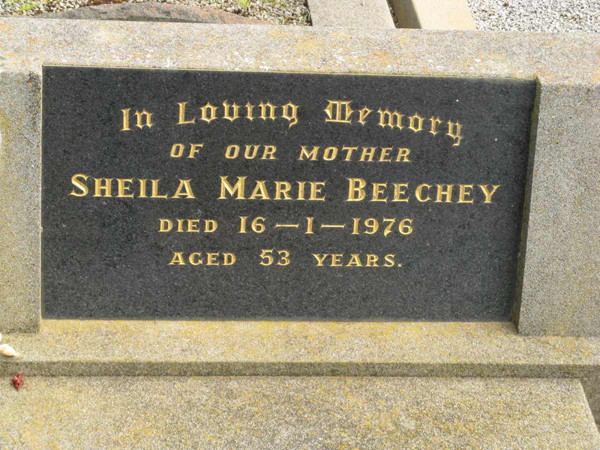 In Loving Memory
OF OUR MOTHER
SHEILA MARIE BEECHEY
DIED 16-1-1976
AGED 53 YEARS.